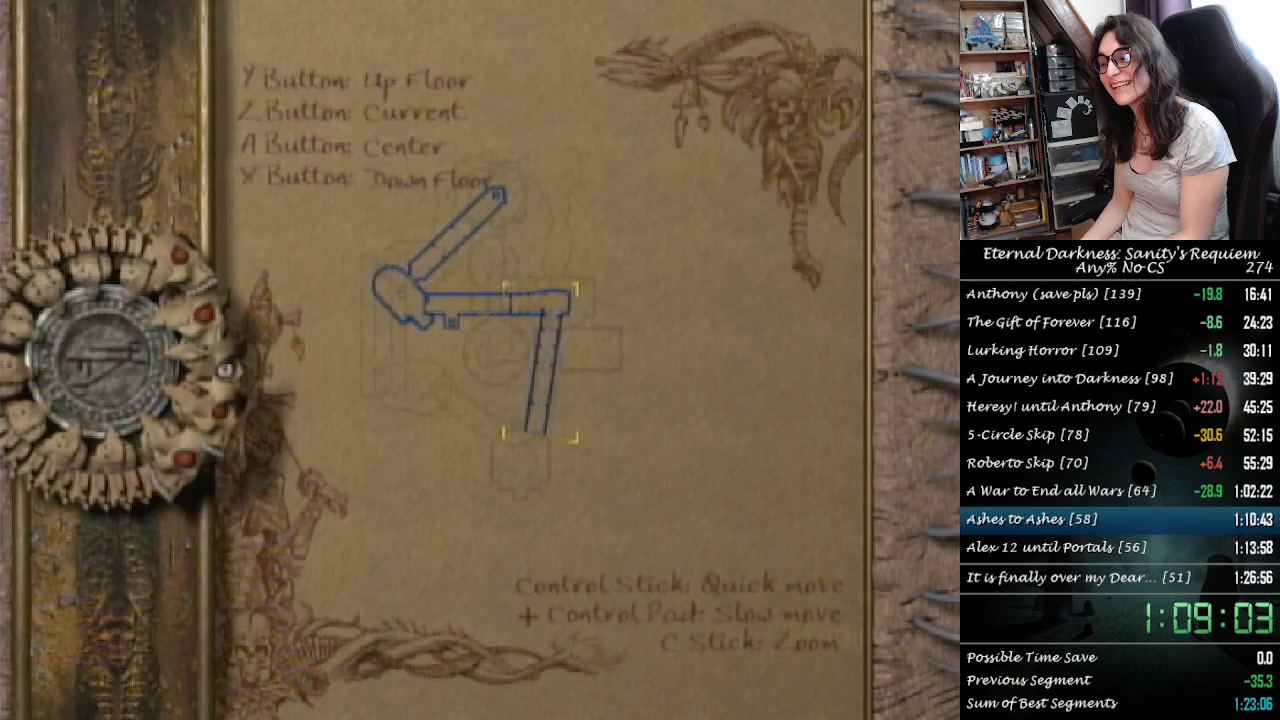 Y Button: Up Floor
Z Button: Current
A Button: Center
X Button: Down Floor
Control Stick: Quick move
+ Control Pad: Slow move
C Stick: Zoom
Eternal Darkness: Sanity's Requiem
Any% No CS 274
Anthony (save pls) [139] -19.8 16:41
The Gift of Forever [116] -8.6 24:23
Lurking Horror [109] -1.8 30:11
A Journey into Darkness [98] +1:12 39:29
Heresy! until Anthony [79] +22.0 45:25
5-Circle Skip [78] -30.6 52:15
Roberto Skip [70] +6.4 55:29
A War to End all Wars [64] -28.9 1:02:22
Ashes to Ashes [58] 1:10:43
Alex 12 until Portals [56] 1:13:58
It is finally over my Dear... [51] 1:26:56
1:09:03
Possible Time Save 0.0
Previous Segment -35.3
Sum of Best Segments 1:23:06